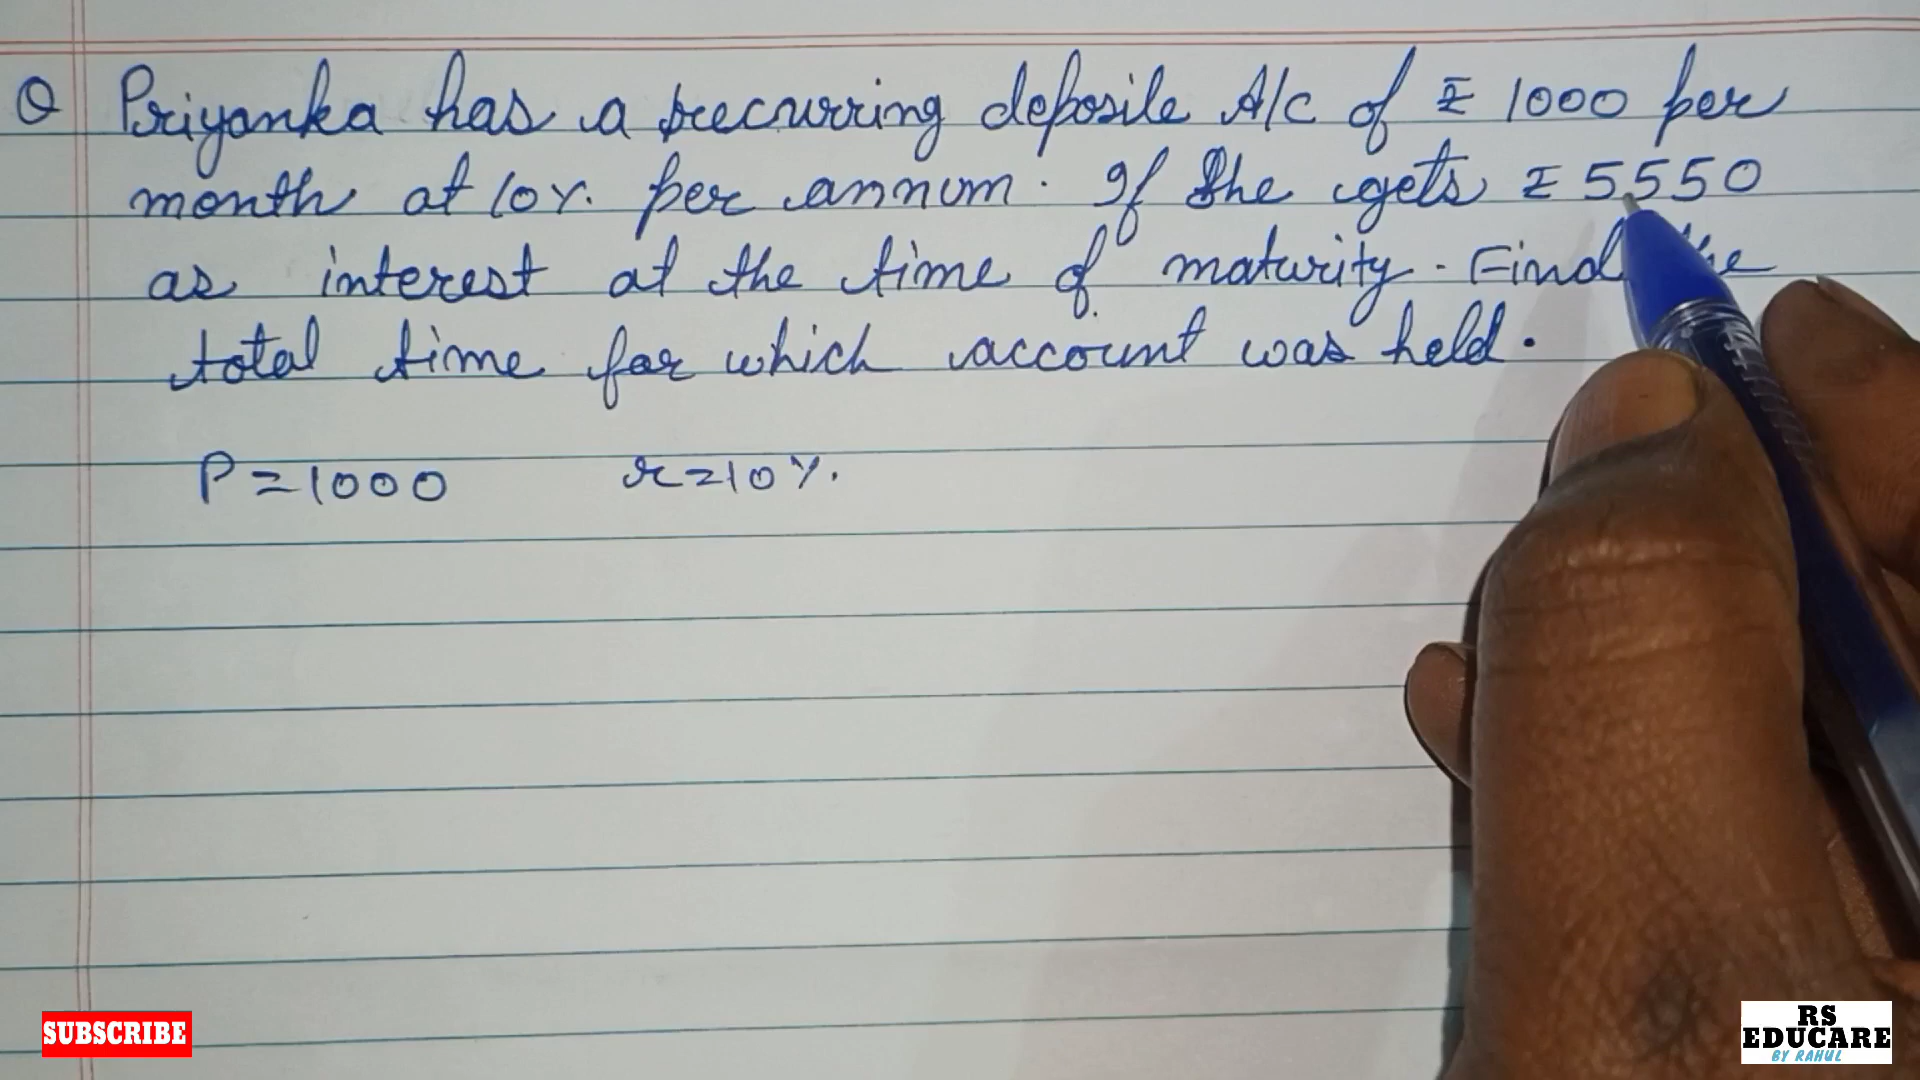 Q Priyanka has a recurring deposite A/c of ₹ 1000 per
month at 10%. per annum. If She gets ₹ 5550
as interest at the time of maturity. Find the
total time for which account was held.
P = 1000 r = 10%.
SUBSCRIBE
RS
EDUCARE
BY RAHUL